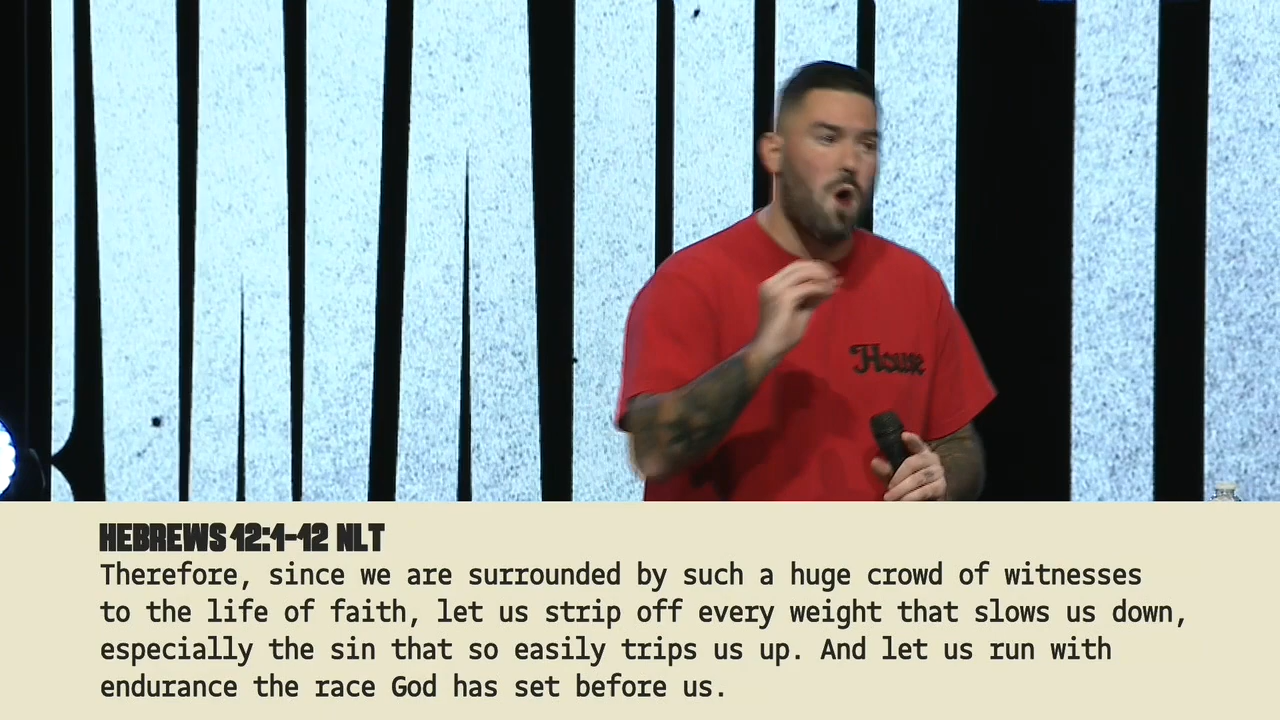 House
HEBREWS 12:1-12 NLT
Therefore, since we are surrounded by such a huge crowd of witnesses
to the life of faith, let us strip off every weight that slows us down,
especially the sin that so easily trips us up. And let us run with
endurance the race God has set before us.